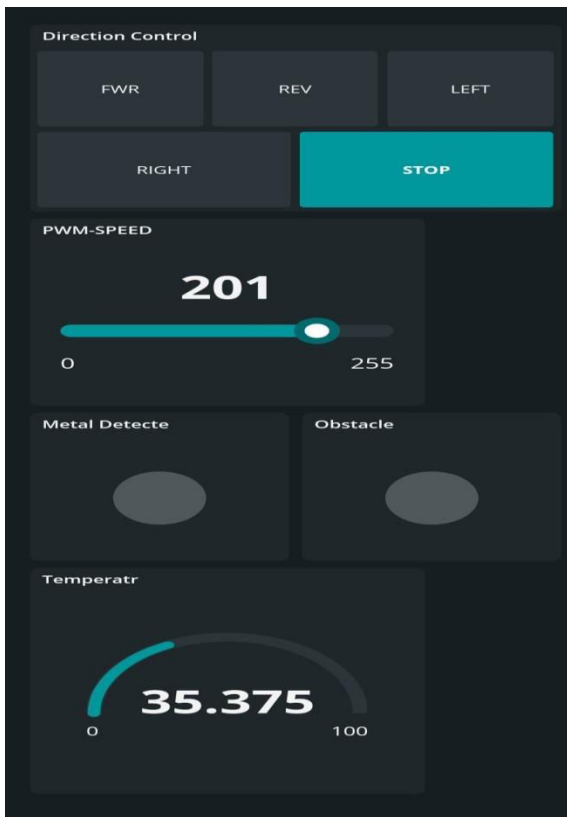 Direction Control
FWR REV LEFT
RIGHT STOP
PWM-SPEED
201
0 255
Metal Detecte Obstacle
Temperatr
35.375
0 100